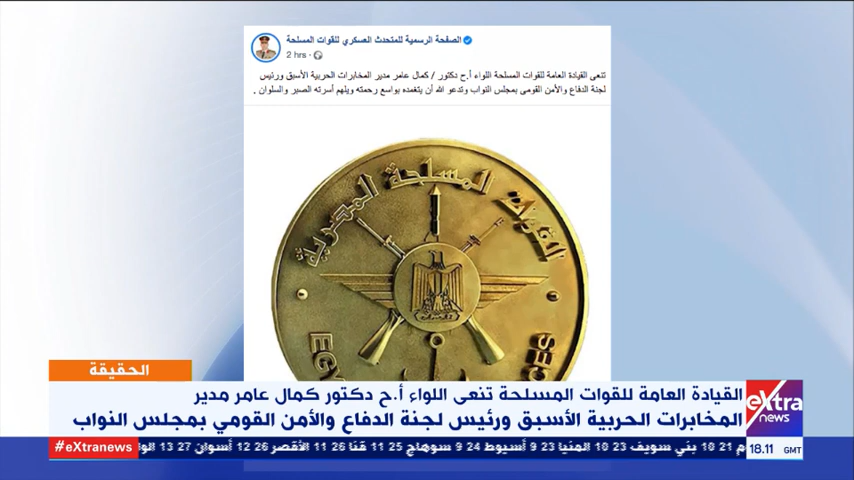 الصفحة الرسمية للمتحدث العسكري للقوات المسلحة
2 hrs ·
تنعى القيادة العامة للقوات المسلحة اللواء أ.ح دكتور / كمال عامر مدير المخابرات الحربية الأسبق ورئيس
لجنة الدفاع والأمن القومى بمجلس النواب وتدعو الله أن يتغمده بواسع رحمته ويلهم أسرته الصبر والسلوان .
القوات المسلحة المصرية
EGY
CES
الحقيقة
القيادة العامة للقوات المسلحة تنعى اللواء أ.ح دكتور كمال عامر مدير
المخابرات الحربية الأسبق ورئيس لجنة الدفاع والأمن القومي بمجلس النواب
eXtra
news
#eXtranews
م 21 10 بني سويف 23 10 المنيا 23 9 أسيوط 24 9 سوهاج 25 11 قنا 26 11 الأقصر 26 12 أسوان 27 13
18.11 GMT